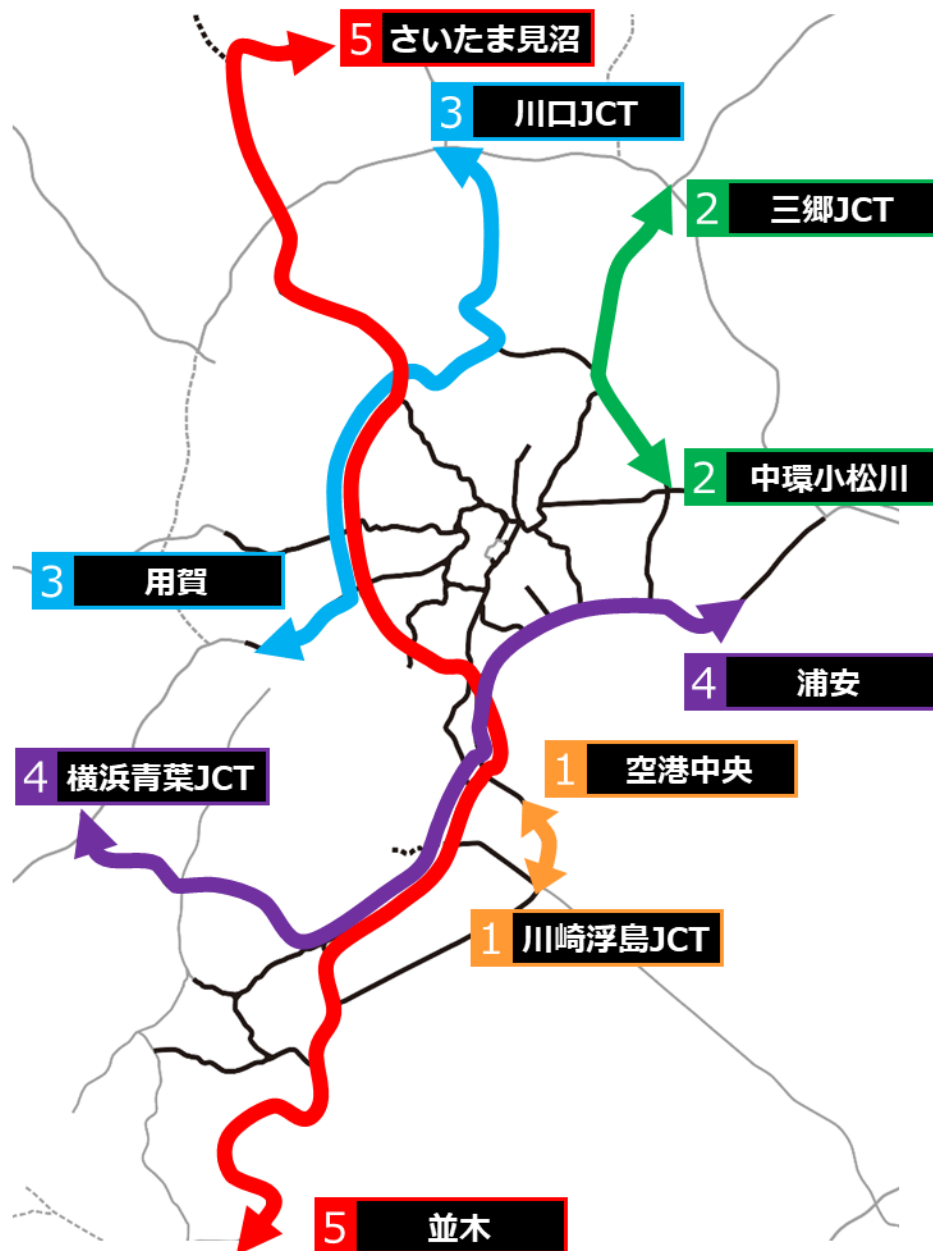 5 さいたま見沼
3 川口JCT
2 三郷JCT
2 中環小松川
3 用賀
4 浦安
4 横浜青葉JCT
1 空港中央
1 川崎浮島JCT
5 並木